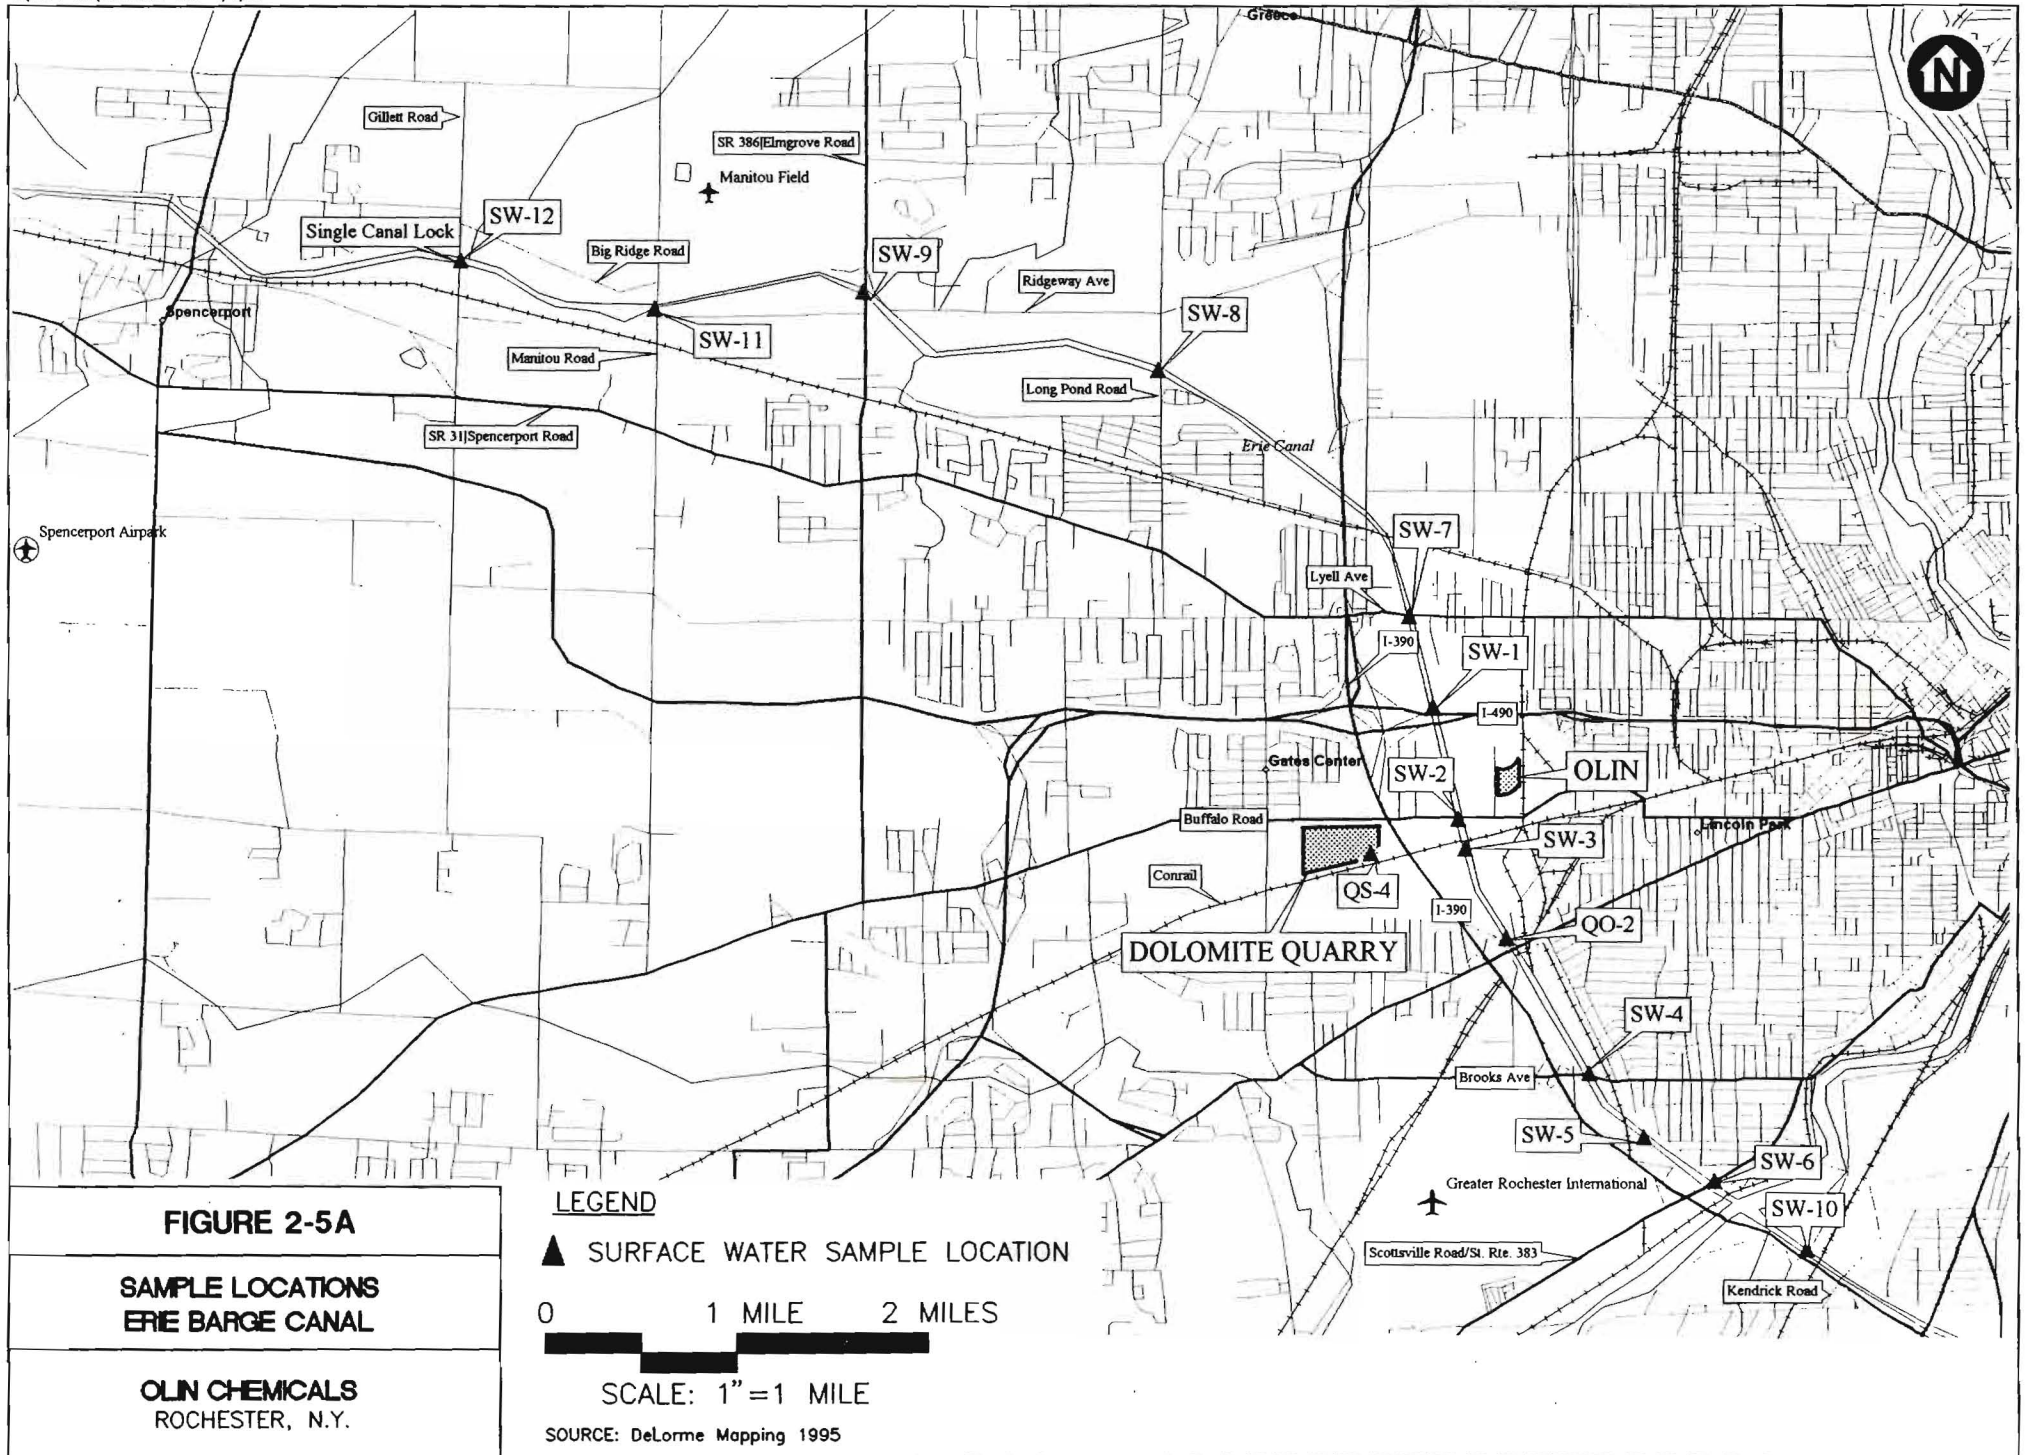 Greece
N
Gillett Road
SR 386|Elmgrove Road
Manitou Field
SW-12
Single Canal Lock
Big Ridge Road
SW-9
Ridgeway Ave
Spencerport
SW-11
SW-8
Manitou Road
Long Pond Road
SR 31|Spencerport Road
Erie Canal
Spencerport Airpark
SW-7
Lyell Ave
I-390
SW-1
I-490
Gates Center
SW-2
OLIN
Buffalo Road
Lincoln Park
SW-3
Conrail
QS-4
I-390
QO-2
DOLOMITE QUARRY
SW-4
Brooks Ave
SW-5
SW-6
Greater Rochester International
SW-10
Scottsville Road/St. Rte. 383
Kendrick Road
FIGURE 2-5A
SAMPLE LOCATIONS
ERIE BARGE CANAL
OLIN CHEMICALS
ROCHESTER, N.Y.
LEGEND
SURFACE WATER SAMPLE LOCATION
0 1 MILE 2 MILES
SCALE: 1"=1 MILE
SOURCE: DeLorme Mapping 1995